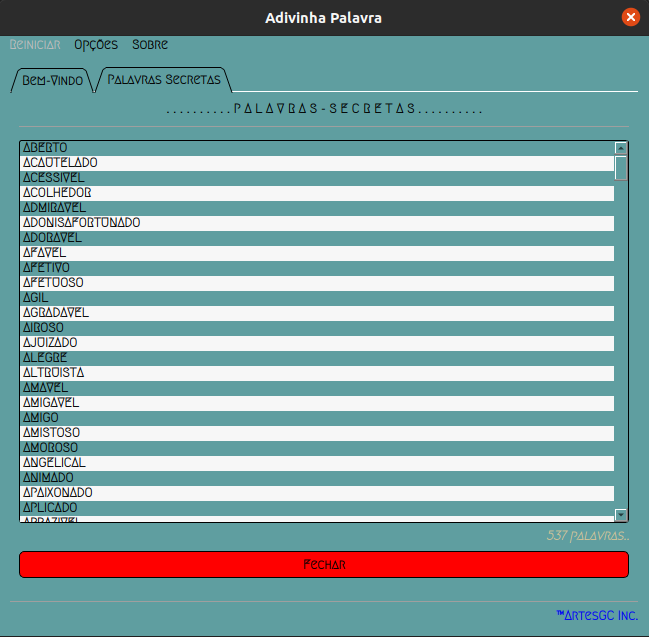 Adivinha Palavra
Reiniciar Opções Sobre
Bem-Vindo Palavras Secretas
..........PALAVRAS-SECRETAS..........
ABERTO
ACAUTELADO
ACESSIVEL
ACOLHEDOR
ADMIRAVEL
ADONISAFORTUNADO
ADORAVEL
AFAVEL
AFETIVO
AFETUOSO
AGIL
AGRADAVEL
AIROSO
AJUIZADO
ALEGRE
ALTRUISTA
AMAVEL
AMIGAVEL
AMIGO
AMISTOSO
AMOROSO
ANGELICAL
ANIMADO
APAIXONADO
APLICADO
APRAZIVEL
537 palavras..
Fechar
™ArtesGC Inc.